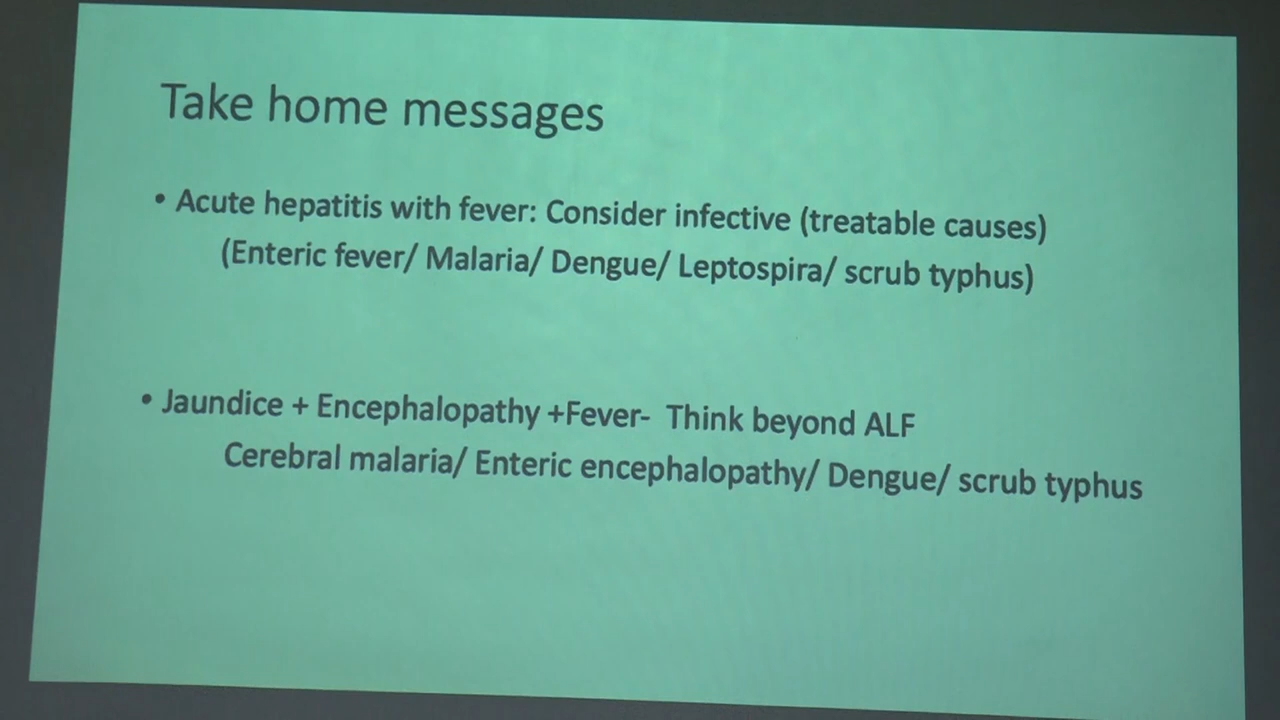 Take home messages
• Acute hepatitis with fever: Consider infective (treatable causes)
(Enteric fever/ Malaria/ Dengue/ Leptospira/ scrub typhus)
• Jaundice + Encephalopathy +Fever- Think beyond ALF
Cerebral malaria/ Enteric encephalopathy/ Dengue/ scrub typhus